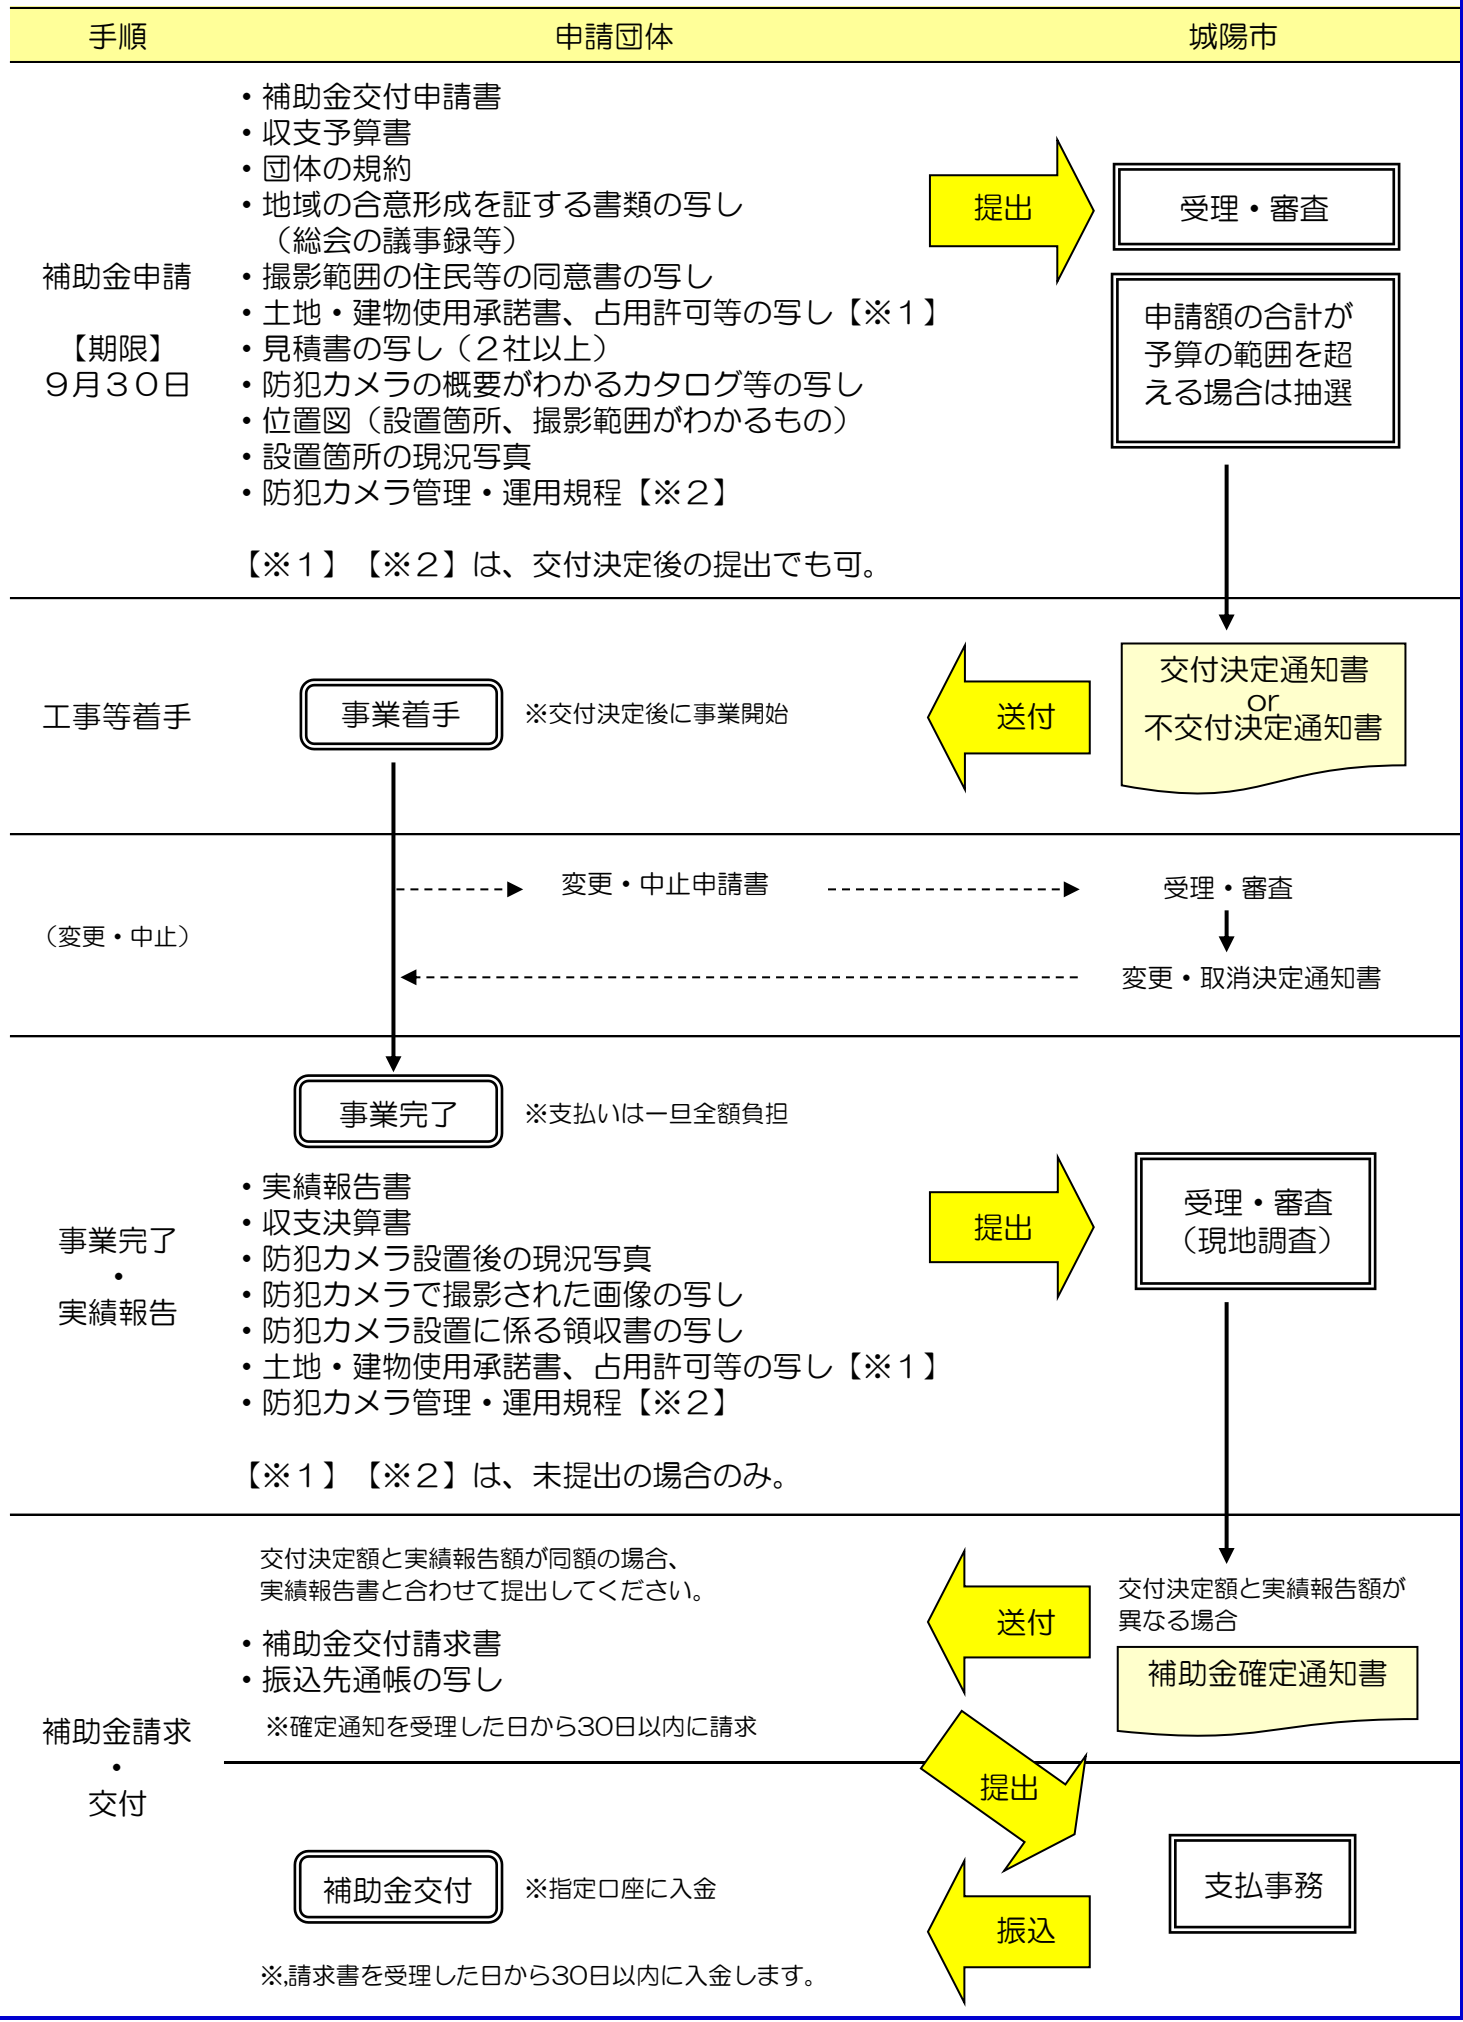 手順
申請団体
城陽市
補助金申請
【期限】
９月３０日
・補助金交付申請書
・収支予算書
・団体の規約
・地域の合意形成を証する書類の写し
（総会の議事録等）
・撮影範囲の住民等の同意書の写し
・土地・建物使用承諾書、占用許可等の写し【※１】
・見積書の写し（２社以上）
・防犯カメラの概要がわかるカタログ等の写し
・位置図（設置箇所、撮影範囲がわかるもの）
・設置箇所の現況写真
・防犯カメラ管理・運用規程【※２】
【※１】【※２】は、交付決定後の提出でも可。
提出
受理・審査
申請額の合計が
予算の範囲を超
える場合は抽選
工事等着手
事業着手
※交付決定後に事業開始
送付
交付決定通知書
or
不交付決定通知書
（変更・中止）
変更・中止申請書
受理・審査
変更・取消決定通知書
事業完了
・
実績報告
事業完了
※支払いは一旦全額負担
・実績報告書
・収支決算書
・防犯カメラ設置後の現況写真
・防犯カメラで撮影された画像の写し
・防犯カメラ設置に係る領収書の写し
・土地・建物使用承諾書、占用許可等の写し【※１】
・防犯カメラ管理・運用規程【※２】
【※１】【※２】は、未提出の場合のみ。
提出
受理・審査
（現地調査）
補助金請求
・
交付
交付決定額と実績報告額が同額の場合、
実績報告書と合わせて提出してください。
・補助金交付請求書
・振込先通帳の写し
※確定通知を受理した日から30日以内に請求
送付
交付決定額と実績報告額が
異なる場合
補助金確定通知書
提出
補助金交付
※指定口座に入金
※,請求書を受理した日から30日以内に入金します。
振込
支払事務